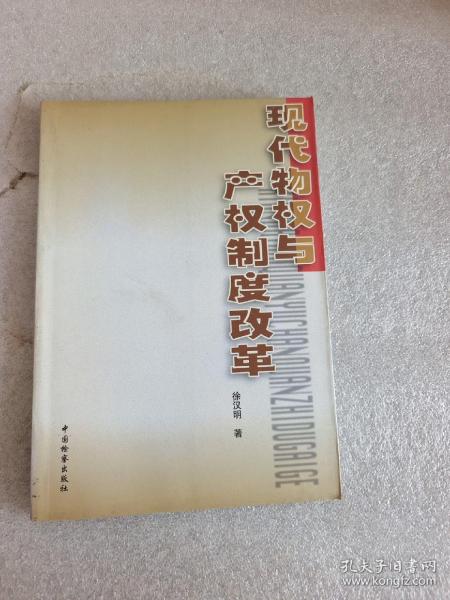 现代物权与
产权制度改革
徐汉明 著
中国检察出版社
孔夫子旧书网
www.kongfz.com